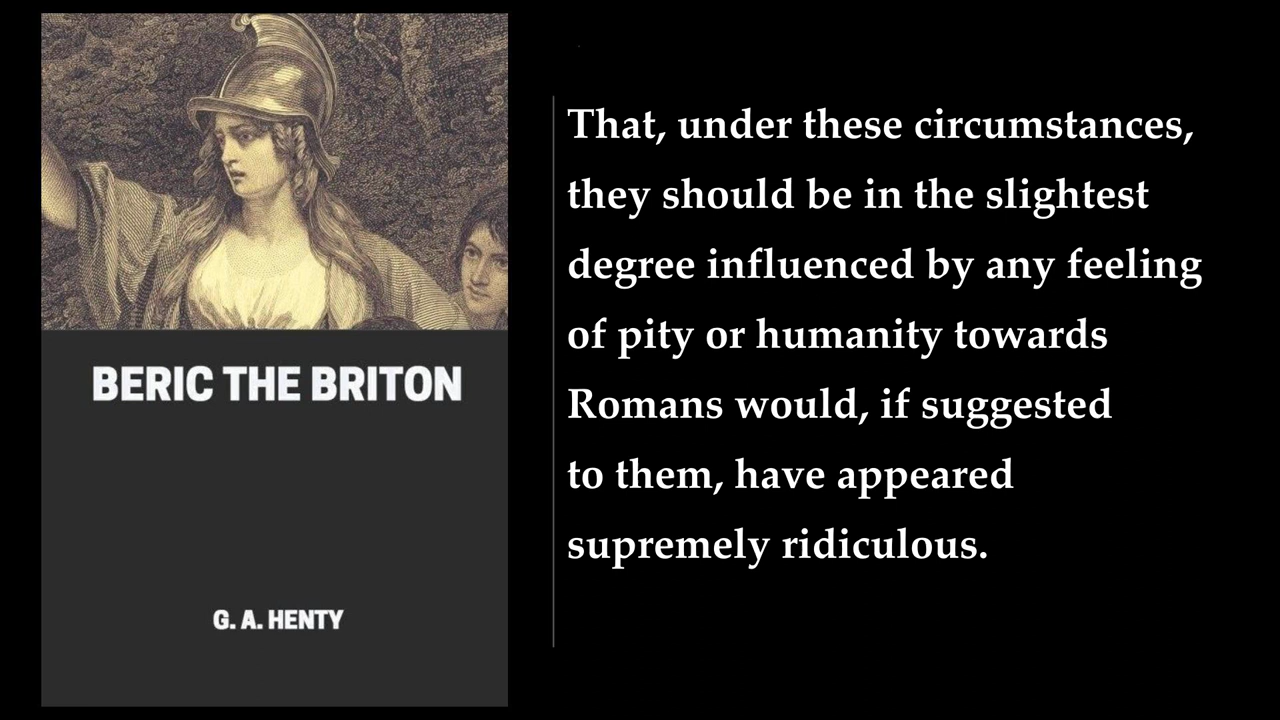 BERIC THE BRITON
G. A. HENTY
That, under these circumstances,
they should be in the slightest
degree influenced by any feeling
of pity or humanity towards
Romans would, if suggested
to them, have appeared
supremely ridiculous.